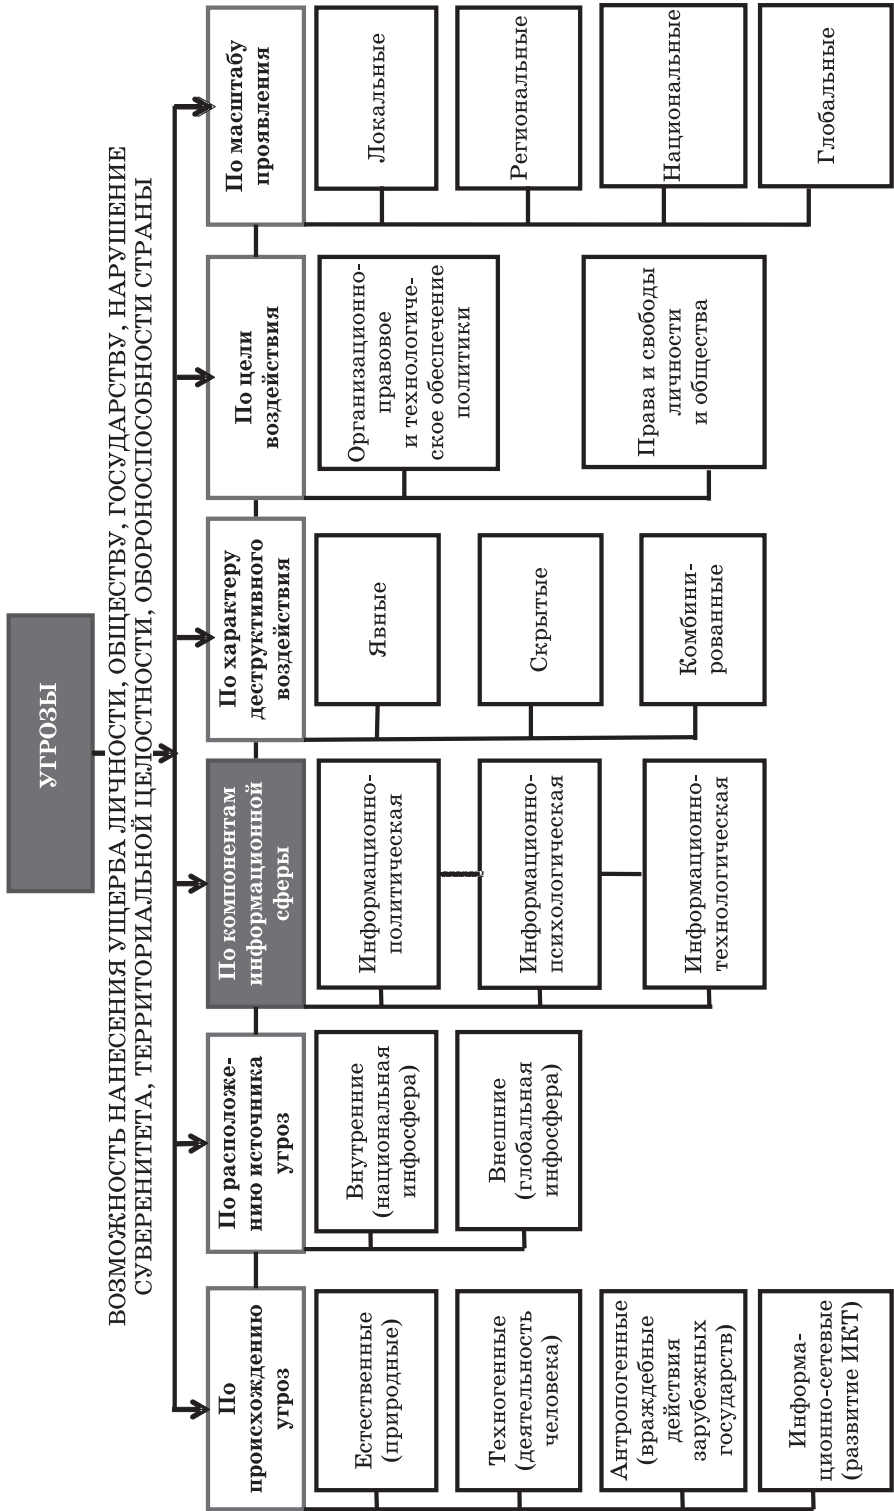 УГРОЗЫ
ВОЗМОЖНОСТЬ НАНЕСЕНИЯ УЩЕРБА ЛИЧНОСТИ, ОБЩЕСТВУ, ГОСУДАРСТВУ, НАРУШЕНИЕ
СУВЕРЕНИТЕТА, ТЕРРИТОРИАЛЬНОЙ ЦЕЛОСТНОСТИ, ОБОРОНОСПОСОБНОСТИ СТРАНЫ
По
происхождению
угроз
Естественные
(природные)
Техногенные
(деятельность
человека)
Антропогенные
(враждебные
действия
зарубежных
государств)
Информа-
ционно-сетевые
(развитие ИКТ)
По расположе-
нию источника
угроз
Внутренние
(национальная
инфосфера)
Внешние
(глобальная
инфосфера)
По компонентам
информационной
сферы
Информационно-
политическая
Информационно-
психологическая
Информационно-
технологическая
По характеру
деструктивного
воздействия
Явные
Скрытые
Комбини-
рованные
По цели
воздействия
Организационно-
правовое
и технологиче-
ское обеспечение
политики
Права и свободы
личности
и общества
По масштабу
проявления
Локальные
Региональные
Национальные
Глобальные